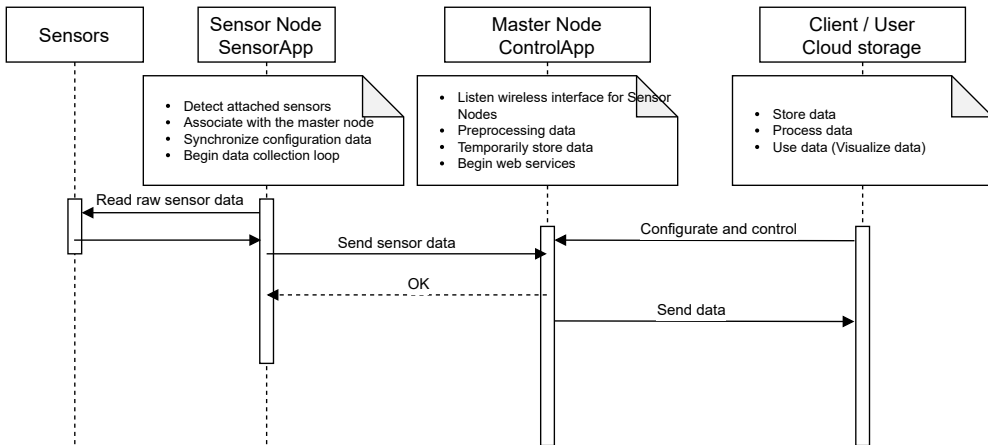 Sensors
Sensor Node
SensorApp
Master Node
ControlApp
Client / User
Cloud storage
• Detect attached sensors
• Associate with the master node
• Synchronize configuration data
• Begin data collection loop
• Listen wireless interface for Sensor
Nodes
• Preprocessing data
• Temporarily store data
• Begin web services
• Store data
• Process data
• Use data (Visualize data)
Read raw sensor data
Send sensor data
Configurate and control
OK
Send data